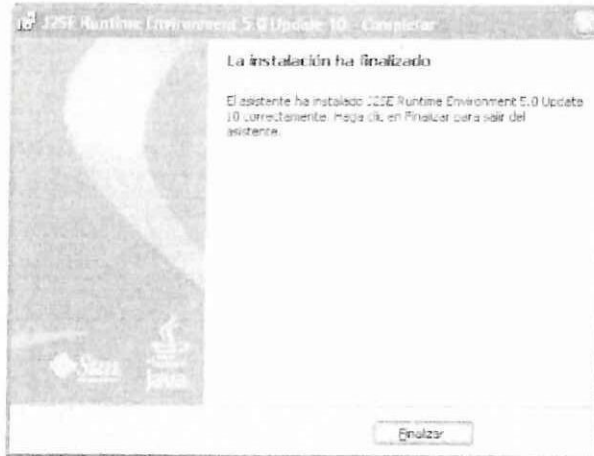 J2SE Runtime Environment 5.0 Update 10 - Completar
La instalación ha finalizado
El asistente ha instalado J2SE Runtime Environment 5.0 Update
10 correctamente. Haga clic en Finalizar para salir del
asistente.
Sun
Java
Finalizar